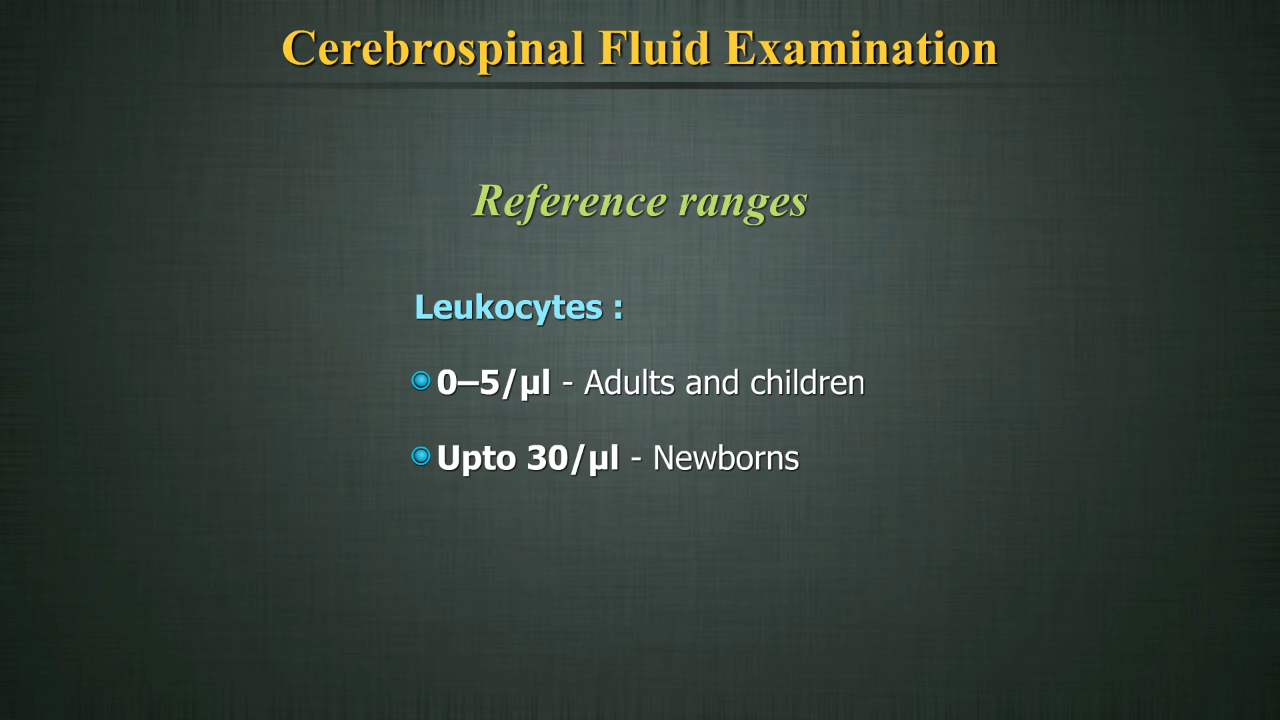 Cerebrospinal Fluid Examination
Reference ranges
Leukocytes :
0–5/µl - Adults and children
Upto 30/µl - Newborns